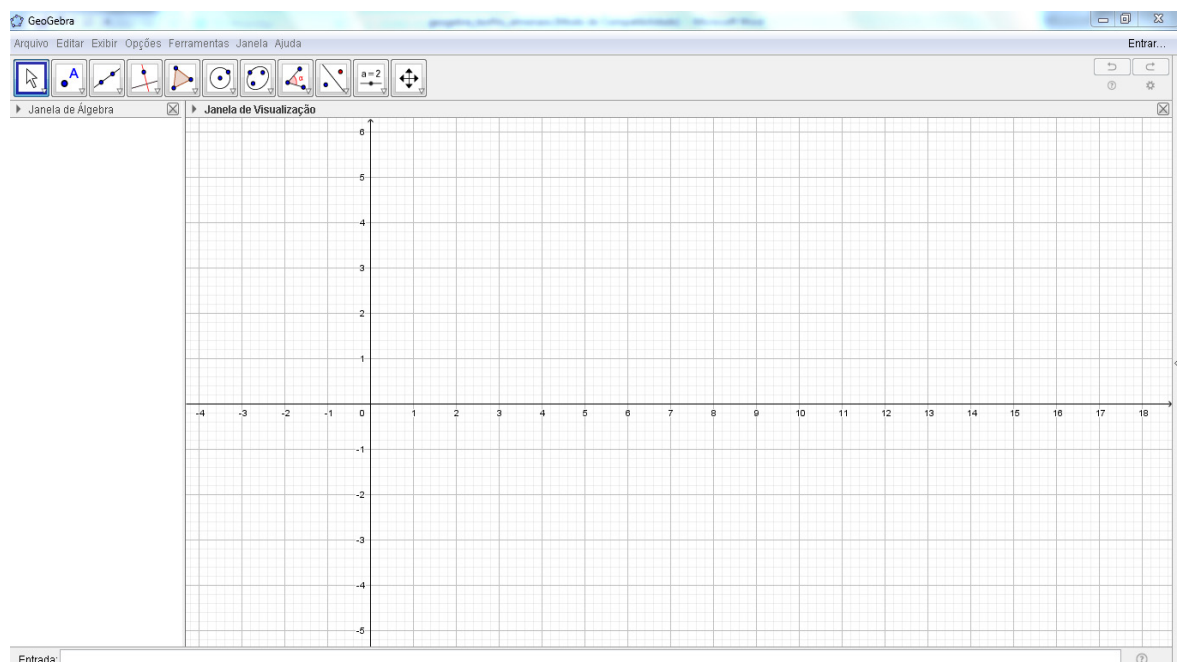 GeoGebra
Arquivo Editar Exibir Opções Ferramentas Janela Ajuda
Entrar...
A
α
a=2
Janela de Álgebra
Janela de Visualização
6
5
4
3
2
1
-4 -3 -2 -1 0 1 2 3 4 5 6 7 8 9 10 11 12 13 14 15 16 17 18
-1
-2
-3
-4
-5
Entrada: